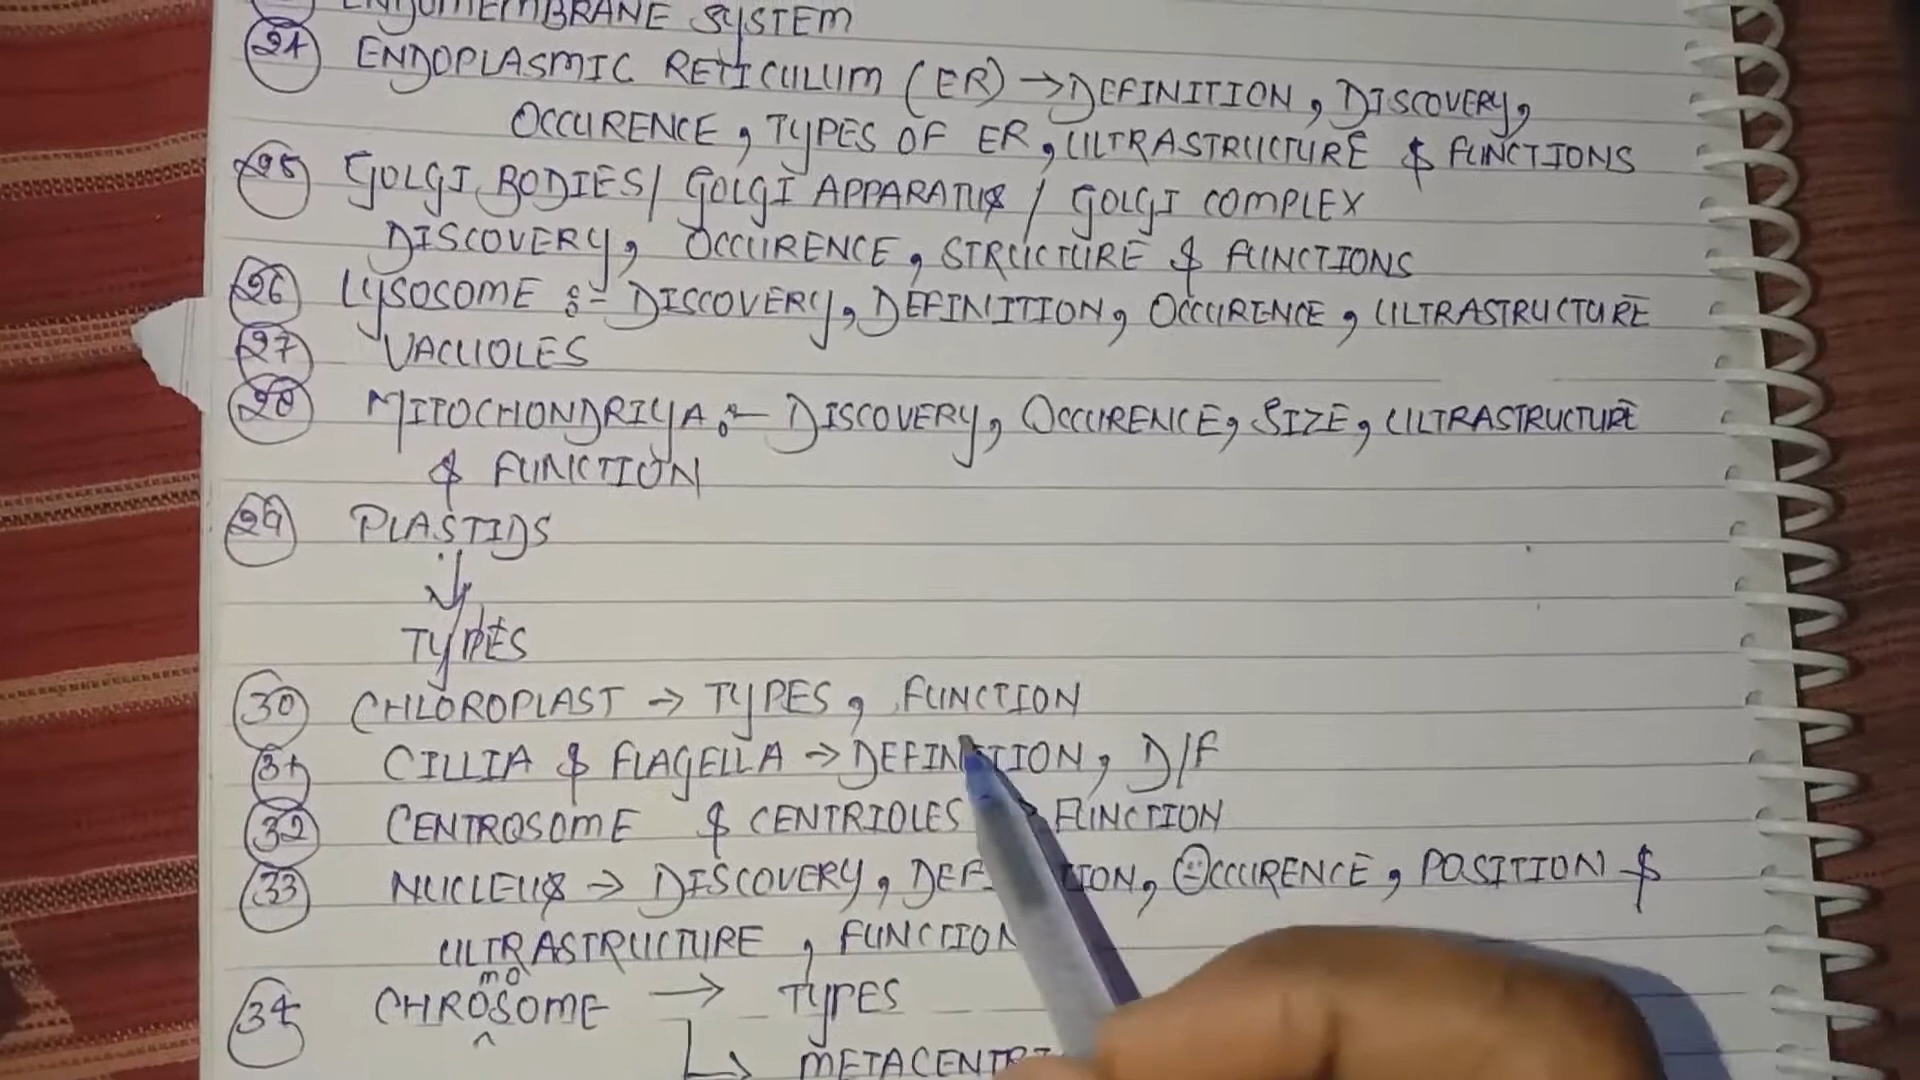 ENDOMEMBRANE SYSTEM
24 ENDOPLASMIC RETICULUM (ER) → DEFINITION, DISCOVERY,
OCCURENCE, TYPES OF ER, ULTRASTRUCTURE & FUNCTIONS
25 GOLGI BODIES/ GOLGI APPARATUS / GOLGI COMPLEX
DISCOVERY, OCCURENCE, STRUCTURE & FUNCTIONS
26 LYSOSOME :- DISCOVERY, DEFINITION, OCCURENCE, ULTRASTRUCTURE
27 VACUOLES
28 MITOCHONDRIYA :- DISCOVERY, OCCURENCE, SIZE, ULTRASTRUCTURE
& FUNCTION
29 PLASTIDS
↓
TYPES
30 CHLOROPLAST → TYPES, FUNCTION
31 CILLIA & FLAGELLA → DEFINITION, D/F
32 CENTROSOME & CENTRIOLES → FUNCTION
33 NUCLEUS → DISCOVERY, OCCURENCE, POSITION &
ULTRASTRUCTURE, FUNCTION
34 CHROMOSOME → TYPES
↳